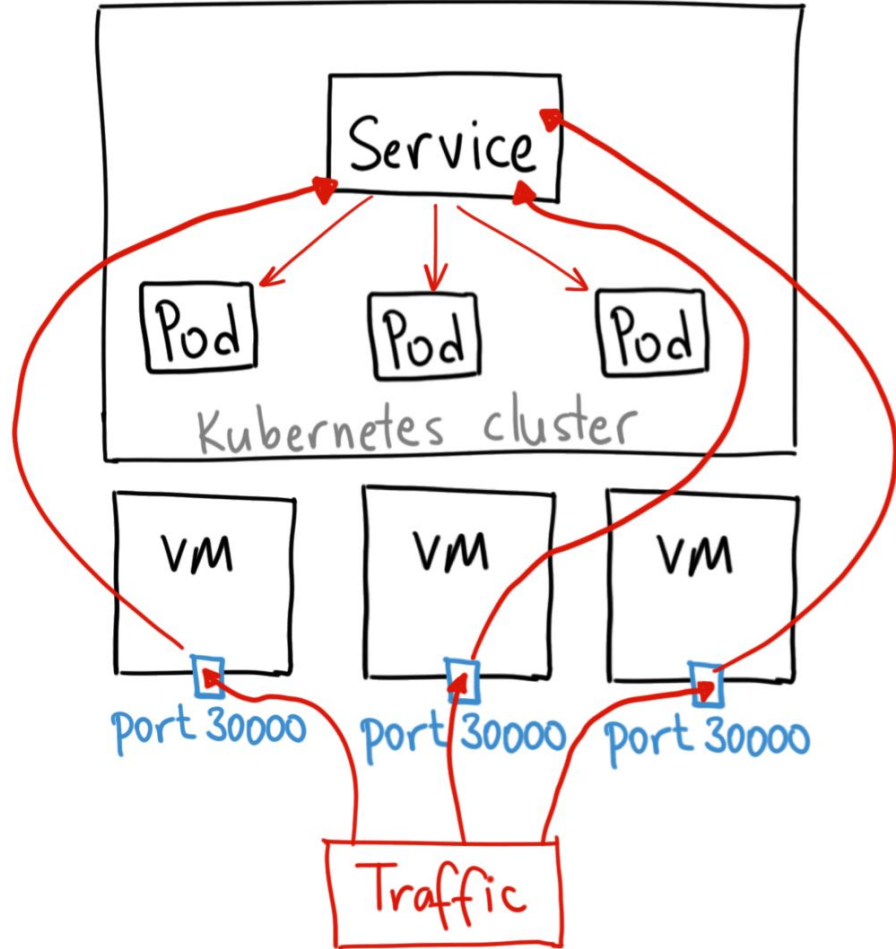 Service
Pod
Pod
Pod
Kubernetes cluster
VM
VM
VM
port 30000
port 30000
port 30000
Traffic